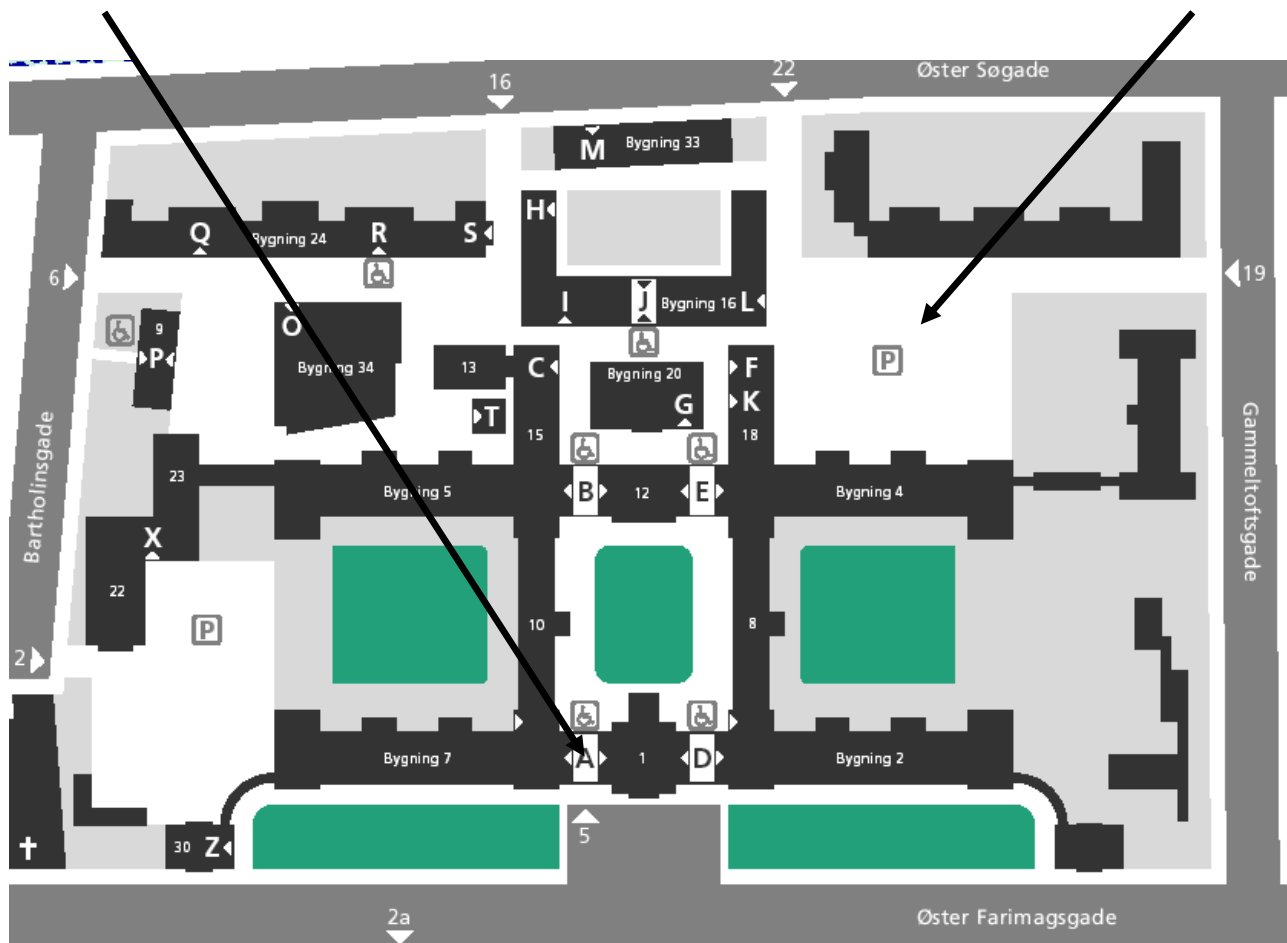 22
Øster Søgade
16
M
Bygning 33
H
Q
Bygning 24
R
S
6
19
I
J
Bygning 16
L
9
P
O
Bygning 34
13
C
Bygning 20
F
P
T
G
K
15
18
Bartholinsgade
Gammeltoftsgade
23
Bygning 5
B
12
E
Bygning 4
X
22
P
10
8
2
Bygning 7
A
1
D
Bygning 2
5
30
Z
2a
Øster Farimagsgade